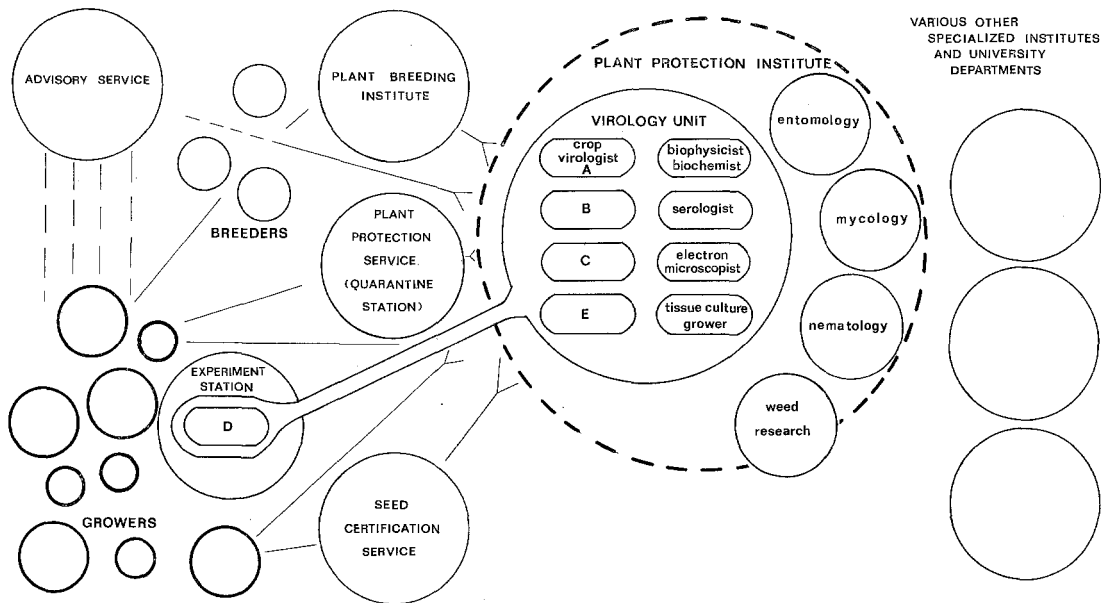 ADVISORY SERVICE
PLANT BREEDING
INSTITUTE
BREEDERS
PLANT
PROTECTION
SERVICE.
(QUARANTINE
STATION)
EXPERIMENT
STATION
D
GROWERS
SEED
CERTIFICATION
SERVICE
PLANT PROTECTION INSTITUTE
VIROLOGY UNIT
crop
virologist
A
biophysicist
biochemist
B
serologist
C
electron
microscopist
E
tissue culture
grower
entomology
mycology
nematology
weed
research
VARIOUS OTHER
SPECIALIZED INSTITUTES
AND UNIVERSITY
DEPARTMENTS